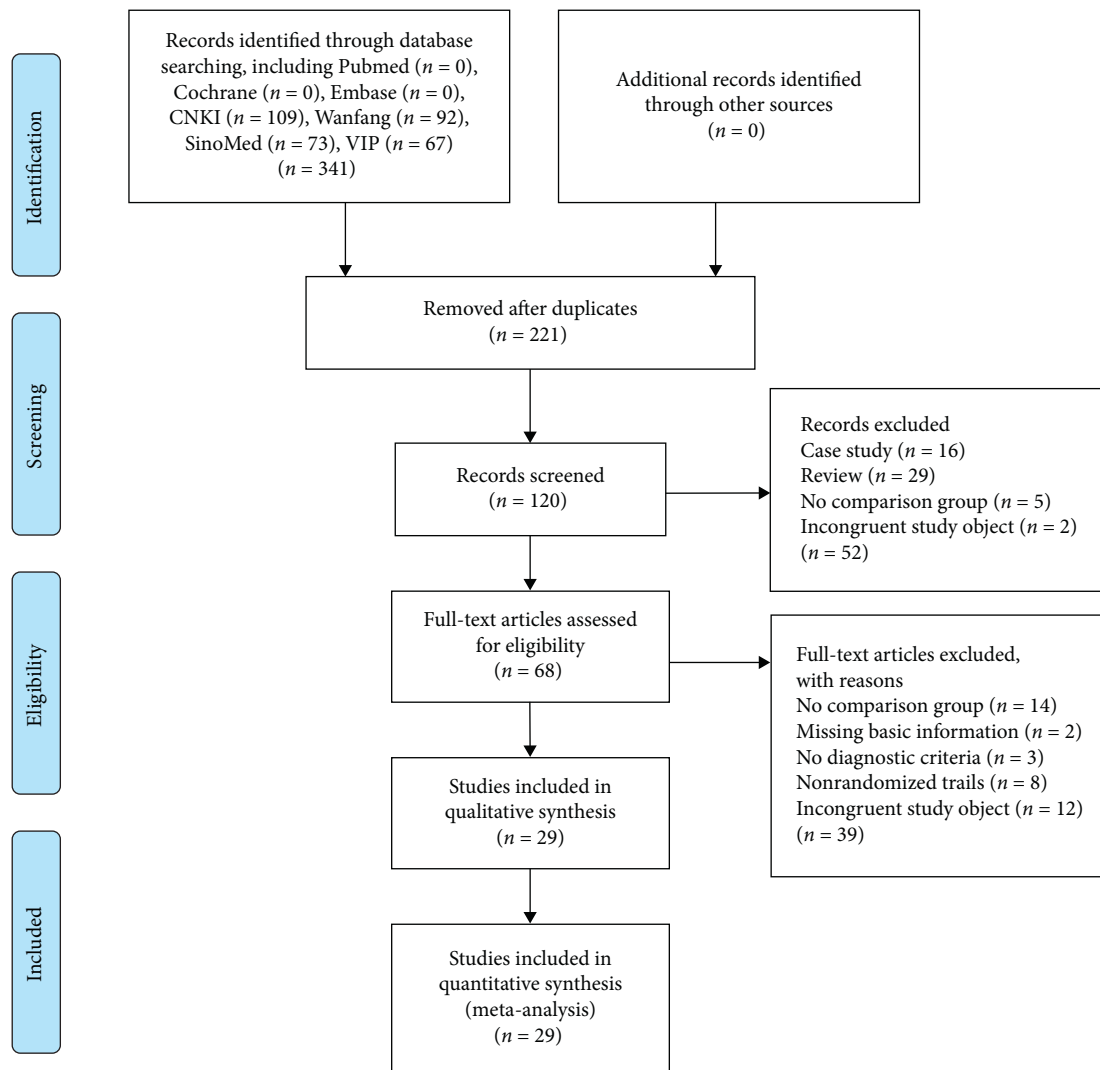 Identification
Records identified through database
searching, including Pubmed (n = 0),
Cochrane (n = 0), Embase (n = 0),
CNKI (n = 109), Wanfang (n = 92),
SinoMed (n = 73), VIP (n = 67)
(n = 341)
Additional records identified
through other sources
(n = 0)
Removed after duplicates
(n = 221)
Screening
Records screened
(n = 120)
Records excluded
Case study (n = 16)
Review (n = 29)
No comparison group (n = 5)
Incongruent study object (n = 2)
(n = 52)
Eligibility
Full-text articles assessed
for eligibility
(n = 68)
Full-text articles excluded,
with reasons
No comparison group (n = 14)
Missing basic information (n = 2)
No diagnostic criteria (n = 3)
Nonrandomized trails (n = 8)
Incongruent study object (n = 12)
(n = 39)
Studies included in
qualitative synthesis
(n = 29)
Included
Studies included in
quantitative synthesis
(meta-analysis)
(n = 29)